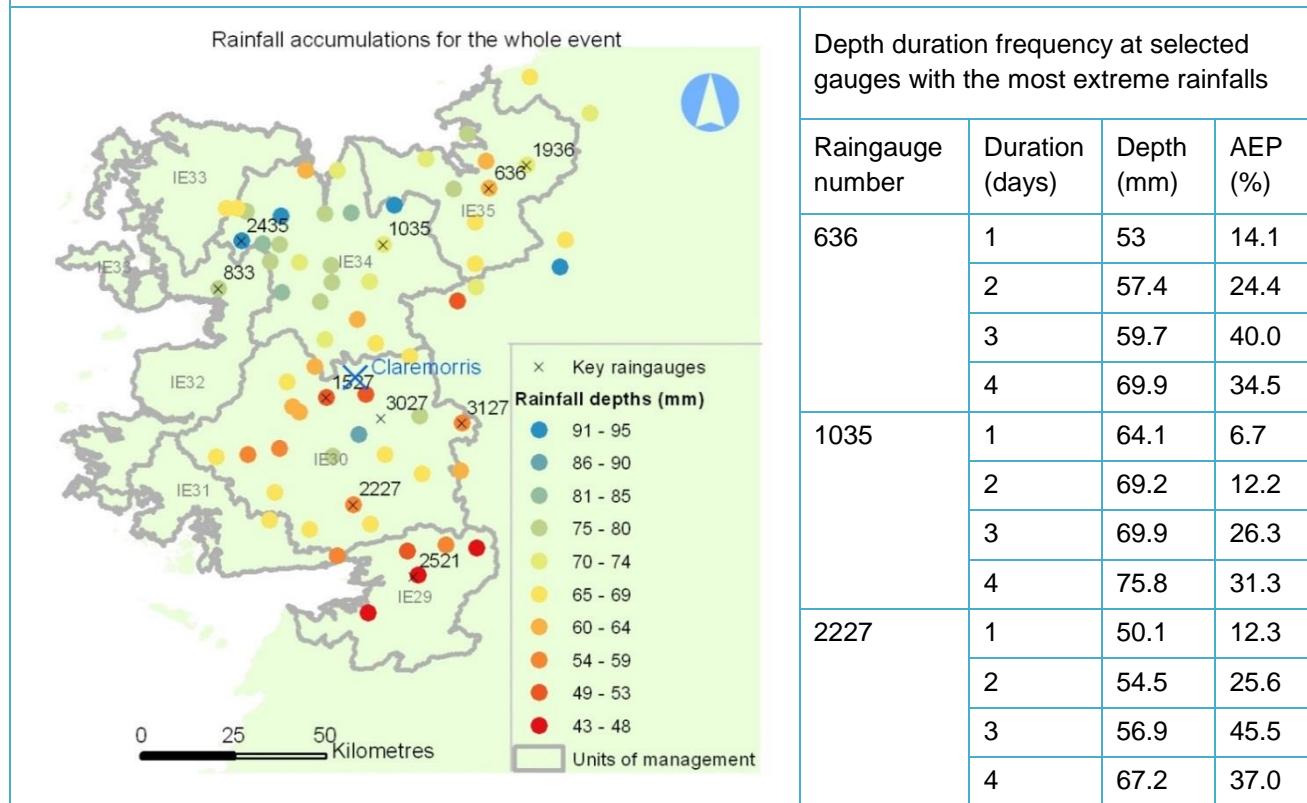 Rainfall accumulations for the whole event
1936
636
IE33
IE35
2435
1035
IE34
833
IE35
Claremorris
IE32
1527
3027
3127
IE30
IE31
2227
2521
IE29
× Key raingauges
Rainfall depths (mm)
91 - 95
86 - 90
81 - 85
75 - 80
70 - 74
65 - 69
60 - 64
54 - 59
49 - 53
43 - 48
Units of management
0 25 50
Kilometres
Depth duration frequency at selected
gauges with the most extreme rainfalls
Raingauge number Duration (days) Depth (mm) AEP (%)
636 1 53 14.1
2 57.4 24.4
3 59.7 40.0
4 69.9 34.5
1035 1 64.1 6.7
2 69.2 12.2
3 69.9 26.3
4 75.8 31.3
2227 1 50.1 12.3
2 54.5 25.6
3 56.9 45.5
4 67.2 37.0